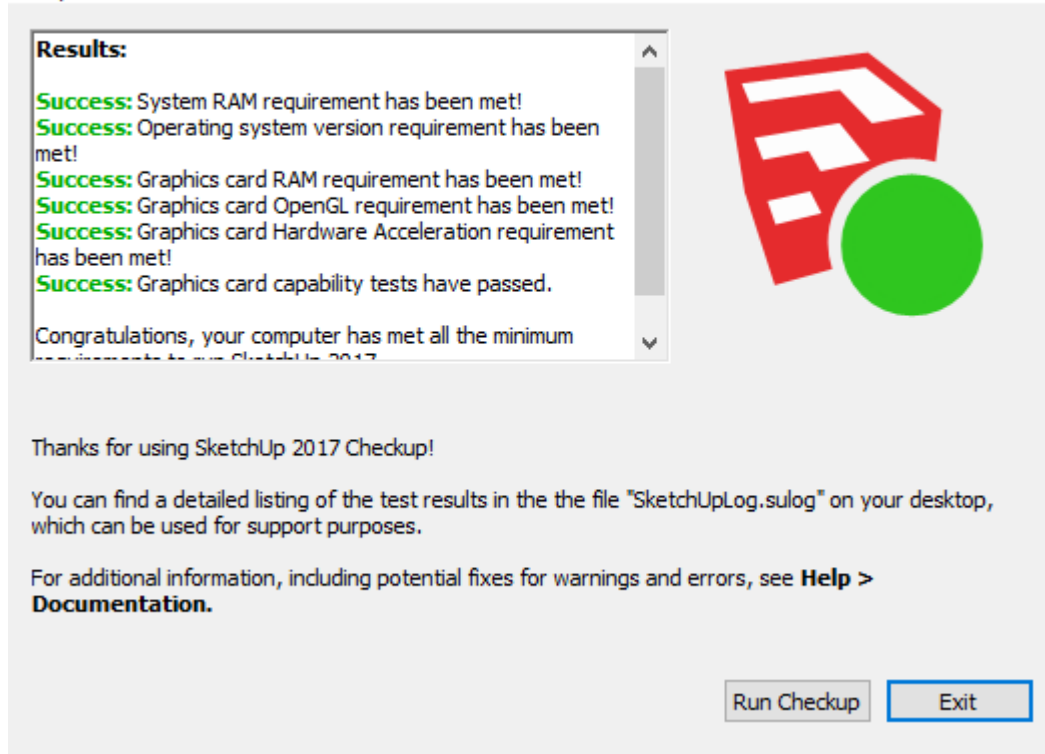 Results:
Success: System RAM requirement has been met!
Success: Operating system version requirement has been
met!
Success: Graphics card RAM requirement has been met!
Success: Graphics card OpenGL requirement has been met!
Success: Graphics card Hardware Acceleration requirement
has been met!
Success: Graphics card capability tests have passed.
Congratulations, your computer has met all the minimum
requirements to run SketchUp 2017
Thanks for using SketchUp 2017 Checkup!
You can find a detailed listing of the test results in the the file "SketchUpLog.sulog" on your desktop,
which can be used for support purposes.
For additional information, including potential fixes for warnings and errors, see Help >
Documentation.
Run Checkup
Exit